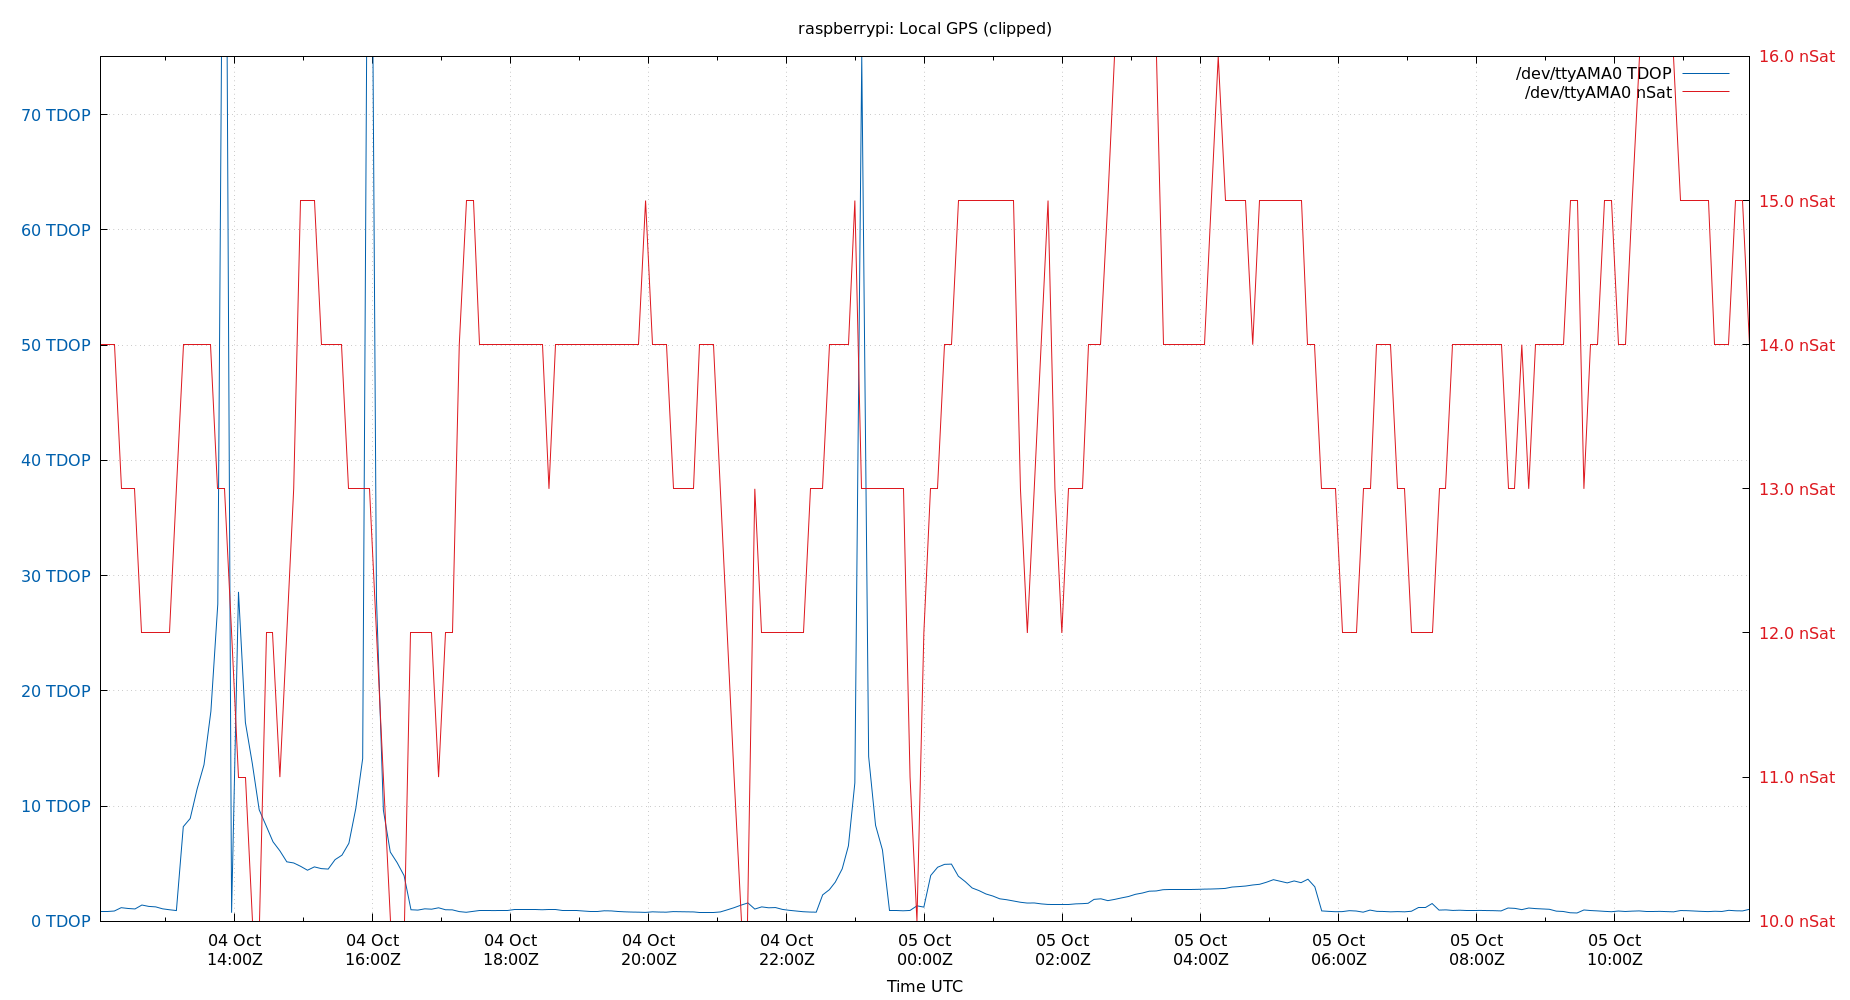 raspberrypi: Local GPS (clipped)
16.0 nSat
/dev/ttyAMA0 TDOP
/dev/ttyAMA0 nSat
70 TDOP
15.0 nSat
60 TDOP
50 TDOP
14.0 nSat
40 TDOP
13.0 nSat
30 TDOP
12.0 nSat
20 TDOP
11.0 nSat
10 TDOP
0 TDOP
10.0 nSat
04 Oct 04 Oct 04 Oct 04 Oct 04 Oct 05 Oct 05 Oct 05 Oct 05 Oct 05 Oct 05 Oct
14:00Z 16:00Z 18:00Z 20:00Z 22:00Z 00:00Z 02:00Z 04:00Z 06:00Z 08:00Z 10:00Z
Time UTC